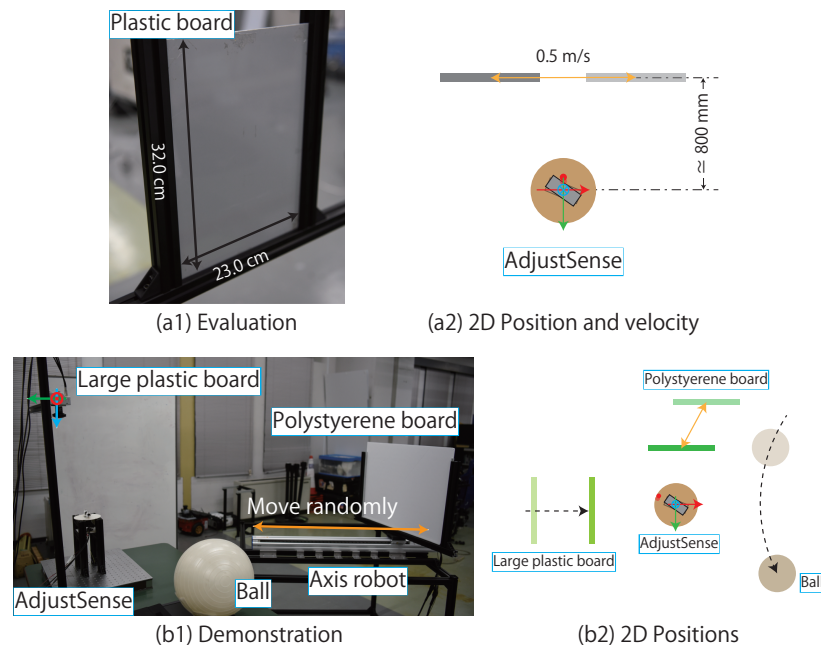 Plastic board
32.0 cm
23.0 cm
(a1) Evaluation
0.5 m/s
≈ 800 mm
AdjustSense
(a2) 2D Position and velocity
Large plastic board
Polystyerene board
Move randomly
Axis robot
Ball
AdjustSense
(b1) Demonstration
Polystyerene board
AdjustSense
Large plastic board
Ball
(b2) 2D Positions